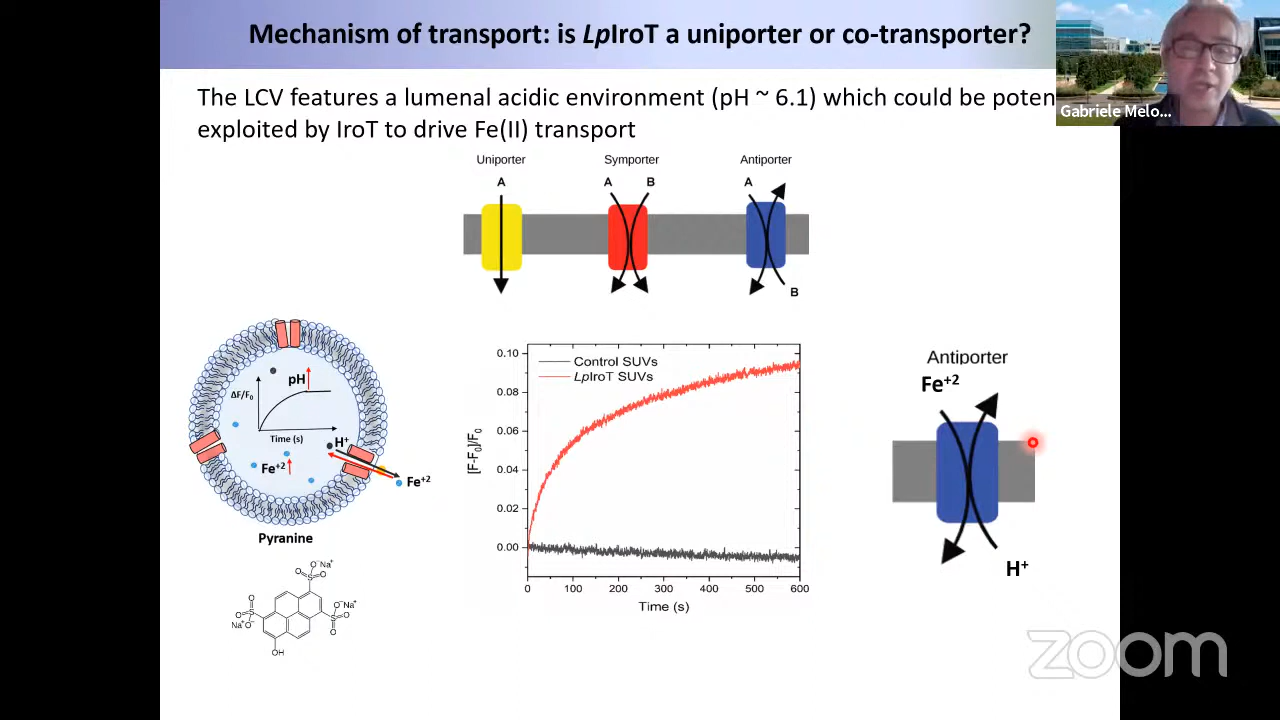 Mechanism of transport: is LpIroT a uniporter or co-transporter?
The LCV features a lumenal acidic environment (pH ~ 6.1) which could be poten
exploited by IroT to drive Fe(II) transport
Gabriele Melo...
Uniporter
Symporter
Antiporter
A
A
B
A
B
pH
ΔF/F₀
Time (s)
H⁺
Fe⁺²
Fe⁺²
Pyranine
O⁻Na⁺
O
S
O
O
O
S
O⁻
Na⁺
O⁻Na⁺
S
O
O
OH
Control SUVs
LpIroT SUVs
[F-F₀]/F₀
0.10
0.08
0.06
0.04
0.02
0.00
0
100
200
300
400
500
600
Time (s)
Antiporter
Fe⁺²
H⁺
zoom